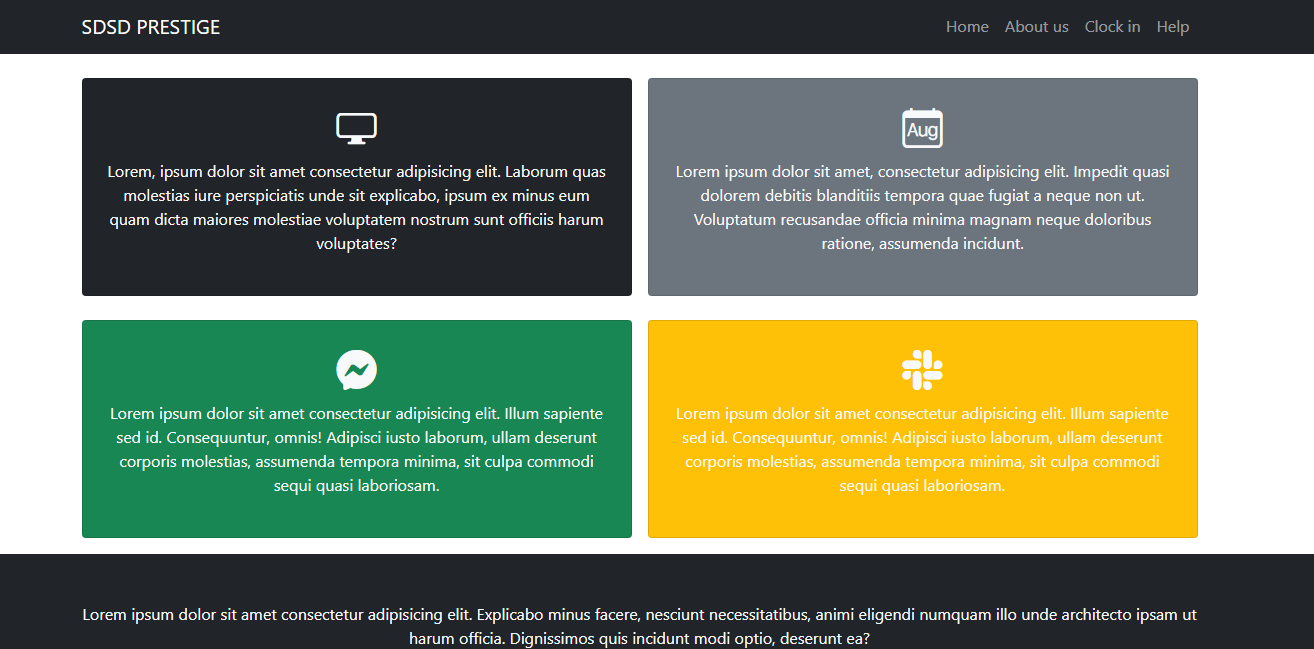 SDSD PRESTIGE
Home About us Clock in Help
Lorem, ipsum dolor sit amet consectetur adipisicing elit. Laborum quas
molestias iure perspiciatis unde sit explicabo, ipsum ex minus eum
quam dicta maiores molestiae voluptatem nostrum sunt officiis harum
voluptates?
Aug
Lorem ipsum dolor sit amet, consectetur adipisicing elit. Impedit quasi
dolorem debitis blanditiis tempora quae fugiat a neque non ut.
Voluptatum recusandae officia minima magnam neque doloribus
ratione, assumenda incidunt.
Lorem ipsum dolor sit amet consectetur adipisicing elit. Illum sapiente
sed id. Consequuntur, omnis! Adipisci iusto laborum, ullam deserunt
corporis molestias, assumenda tempora minima, sit culpa commodi
sequi quasi laboriosam.
Lorem ipsum dolor sit amet consectetur adipisicing elit. Illum sapiente
sed id. Consequuntur, omnis! Adipisci iusto laborum, ullam deserunt
corporis molestias, assumenda tempora minima, sit culpa commodi
sequi quasi laboriosam.
Lorem ipsum dolor sit amet consectetur adipisicing elit. Explicabo minus facere, nesciunt necessitatibus, animi eligendi numquam illo unde architecto ipsam ut
harum officia. Dignissimos quis incidunt modi optio, deserunt ea?